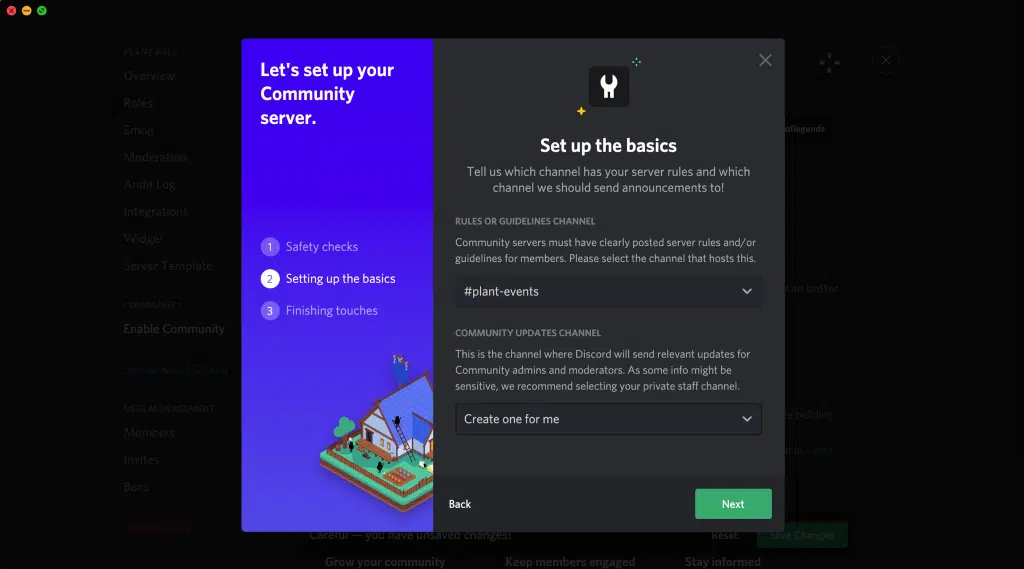 PLANT PALS
Overview
Roles
Emoji
Moderation
Audit Log
Integrations
Widget
Server Template
COMMUNITY
Enable Community
USER MANAGEMENT
Members
Invites
Bans
Let's set up your
Community
server.
1 Safety checks
2 Setting up the basics
3 Finishing touches
Set up the basics
Tell us which channel has your server rules and which
channel we should send announcements to!
RULES OR GUIDELINES CHANNEL
Community servers must have clearly posted server rules and/or
guidelines for members. Please select the channel that hosts this.
#plant-events
COMMUNITY UPDATES CHANNEL
This is the channel where Discord will send relevant updates for
Community admins and moderators. As some info might be
sensitive, we recommend selecting your private staff channel.
Create one for me
Back
Next
oflegends
can better
building
Careful — you have unsaved changes!
Reset
Save Changes
Grow your community
Keep members engaged
Stay informed